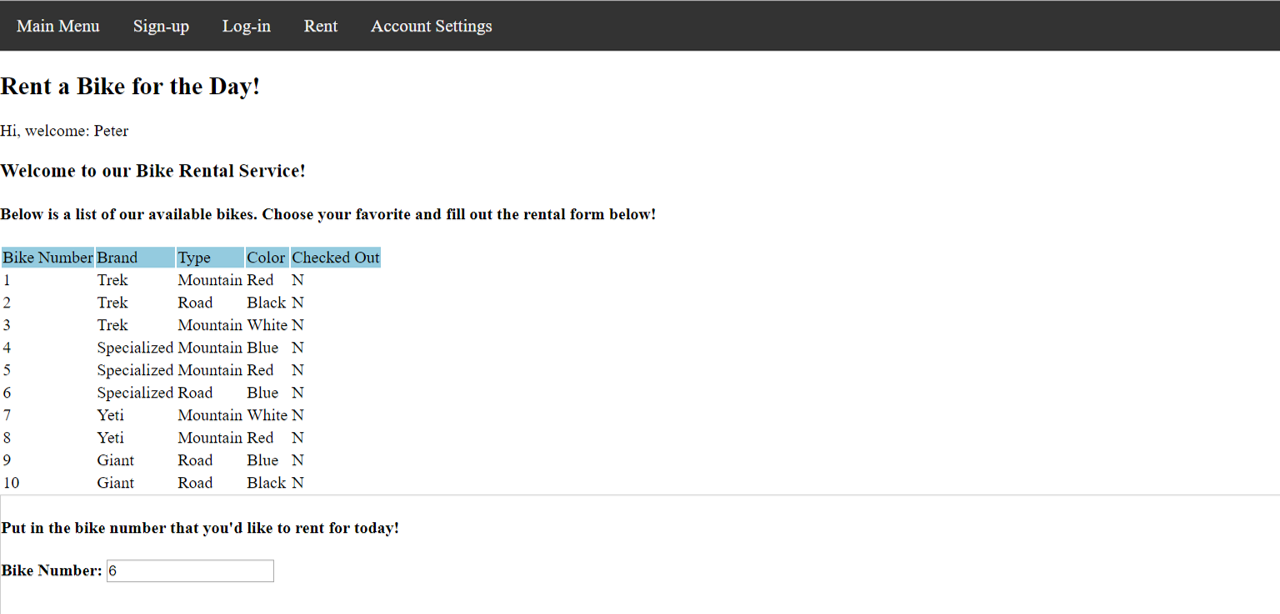 Main Menu Sign-up Log-in Rent Account Settings
Rent a Bike for the Day!
Hi, welcome: Peter
Welcome to our Bike Rental Service!
Below is a list of our available bikes. Choose your favorite and fill out the rental form below!
Bike Number Brand Type Color Checked Out
1 Trek Mountain Red N
2 Trek Road Black N
3 Trek Mountain White N
4 Specialized Mountain Blue N
5 Specialized Mountain Red N
6 Specialized Road Blue N
7 Yeti Mountain White N
8 Yeti Mountain Red N
9 Giant Road Blue N
10 Giant Road Black N
Put in the bike number that you'd like to rent for today!
Bike Number: 6